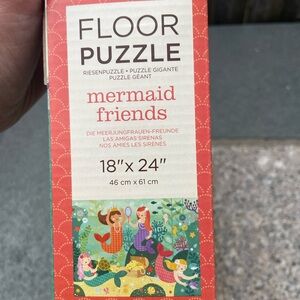 FLOOR
PUZZLE
RIESENPUZZLE • PUZZLE GIGANTE
PUZZLE GÉANT
mermaid
friends
DIE MEERJUNGFRAUEN-FREUNDE
LAS AMIGAS SIRENAS
NOS AMIES LES SIRÈNES
18"x 24"
46 cm x 61 cm